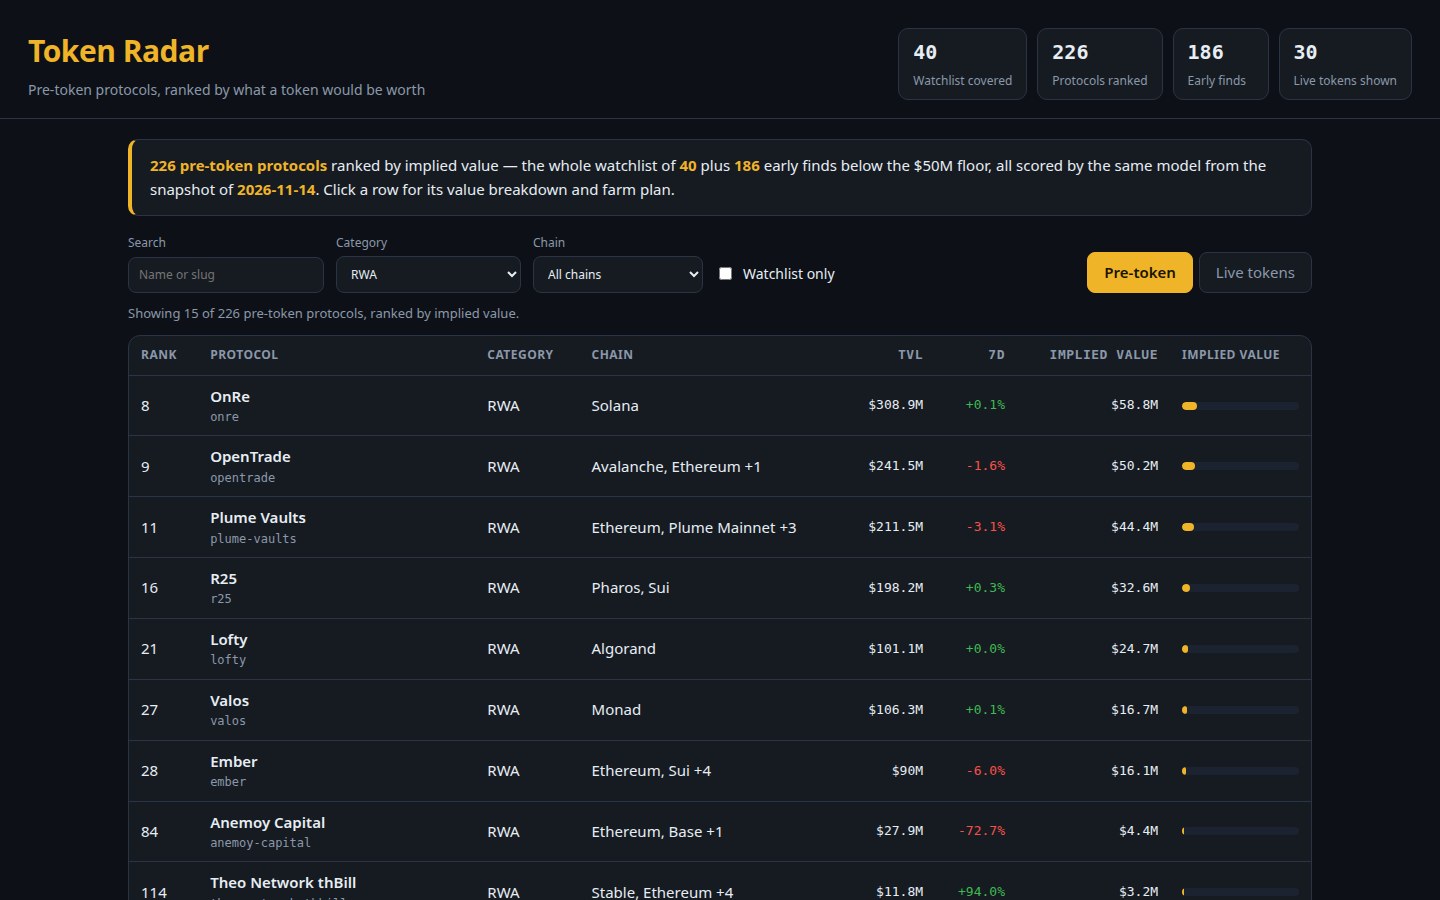 Token Radar
Pre-token protocols, ranked by what a token would be worth
40
Watchlist covered
226
Protocols ranked
186
Early finds
30
Live tokens shown
226 pre-token protocols ranked by implied value — the whole watchlist of 40 plus 186 early finds below the $50M floor, all scored by the same model from the
snapshot of 2026-11-14. Click a row for its value breakdown and farm plan.
Search
Category
Chain
Name or slug
RWA
All chains
Watchlist only
Pre-token
Live tokens
Showing 15 of 226 pre-token protocols, ranked by implied value.
RANK PROTOCOL CATEGORY CHAIN TVL 7D IMPLIED VALUE IMPLIED VALUE
8 OnRe RWA Solana $308.9M +0.1% $58.8M
onre
9 OpenTrade RWA Avalanche, Ethereum +1 $241.5M -1.6% $50.2M
opentrade
11 Plume Vaults RWA Ethereum, Plume Mainnet +3 $211.5M -3.1% $44.4M
plume-vaults
16 R25 RWA Pharos, Sui $198.2M +0.3% $32.6M
r25
21 Lofty RWA Algorand $101.1M +0.0% $24.7M
lofty
27 Valos RWA Monad $106.3M +0.1% $16.7M
valos
28 Ember RWA Ethereum, Sui +4 $90M -6.0% $16.1M
ember
84 Anemoy Capital RWA Ethereum, Base +1 $27.9M -72.7% $4.4M
anemoy-capital
114 Theo Network thBill RWA Stable, Ethereum +4 $11.8M +94.0% $3.2M